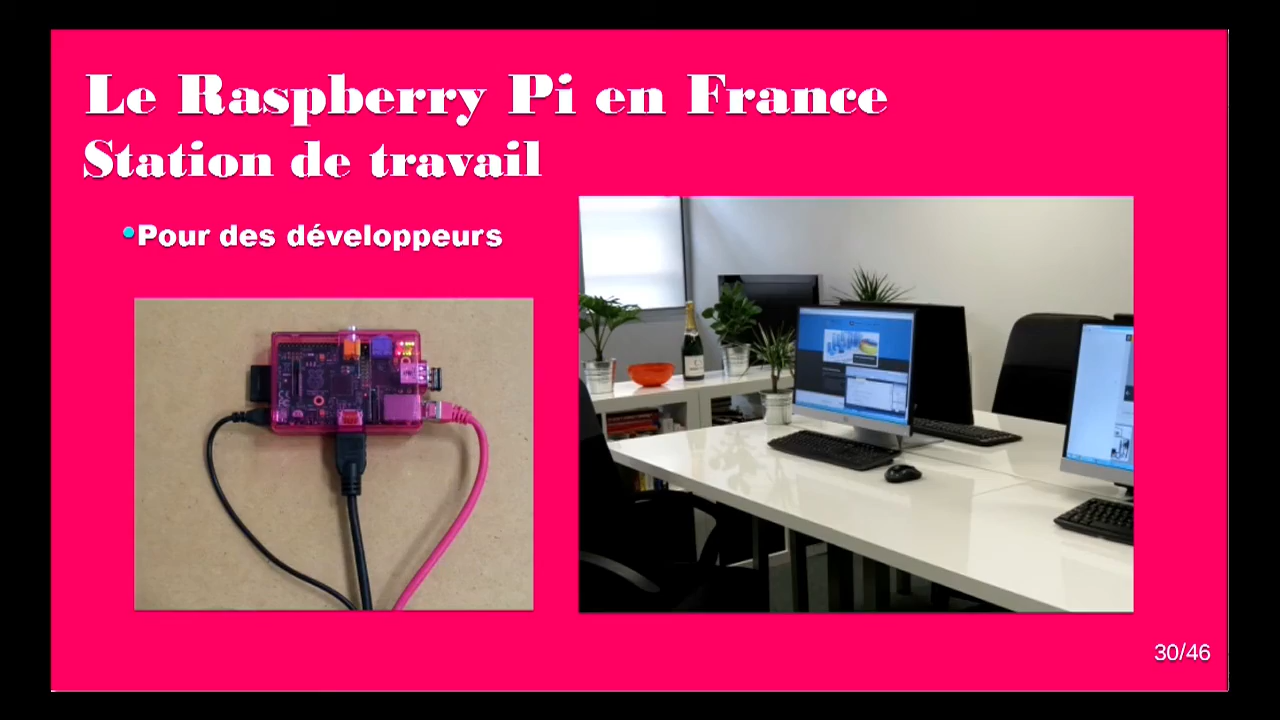 Le Raspberry Pi en France
Station de travail
•Pour des développeurs
30/46